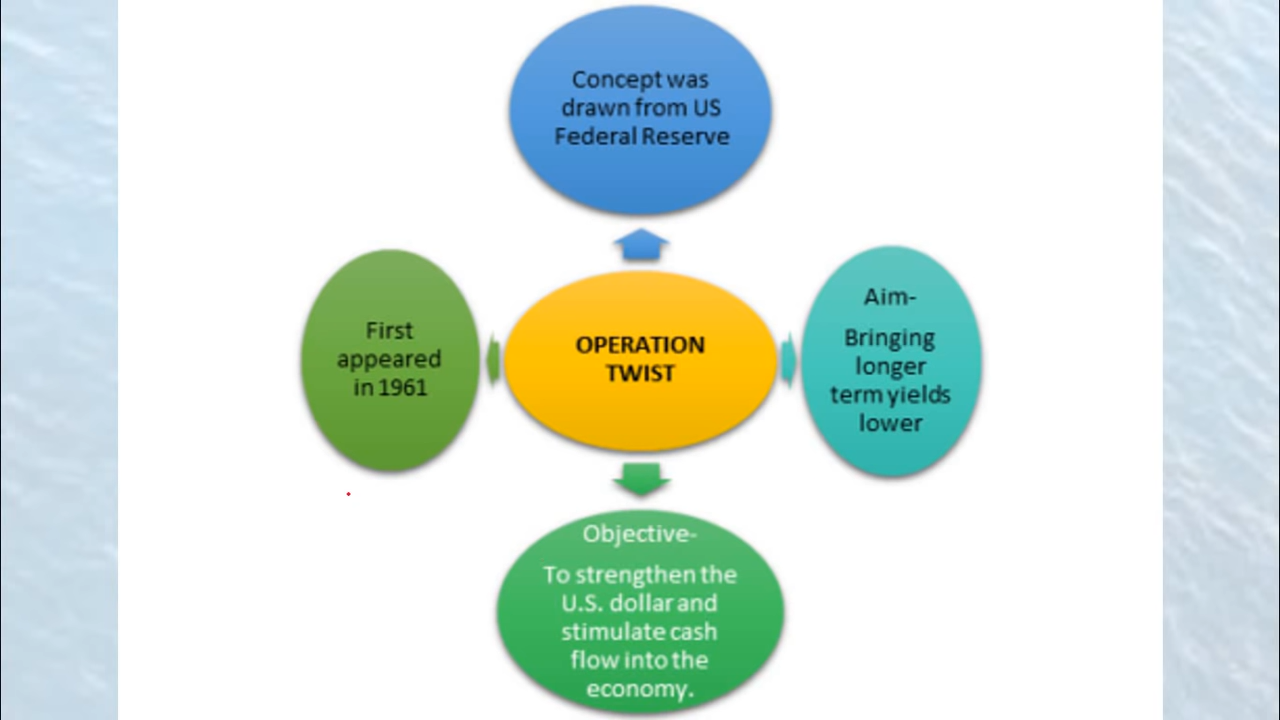 Concept was
drawn from US
Federal Reserve
First
appeared
in 1961
OPERATION
TWIST
Aim-
Bringing
longer
term yields
lower
Objective-
To strengthen the
U.S. dollar and
stimulate cash
flow into the
economy.